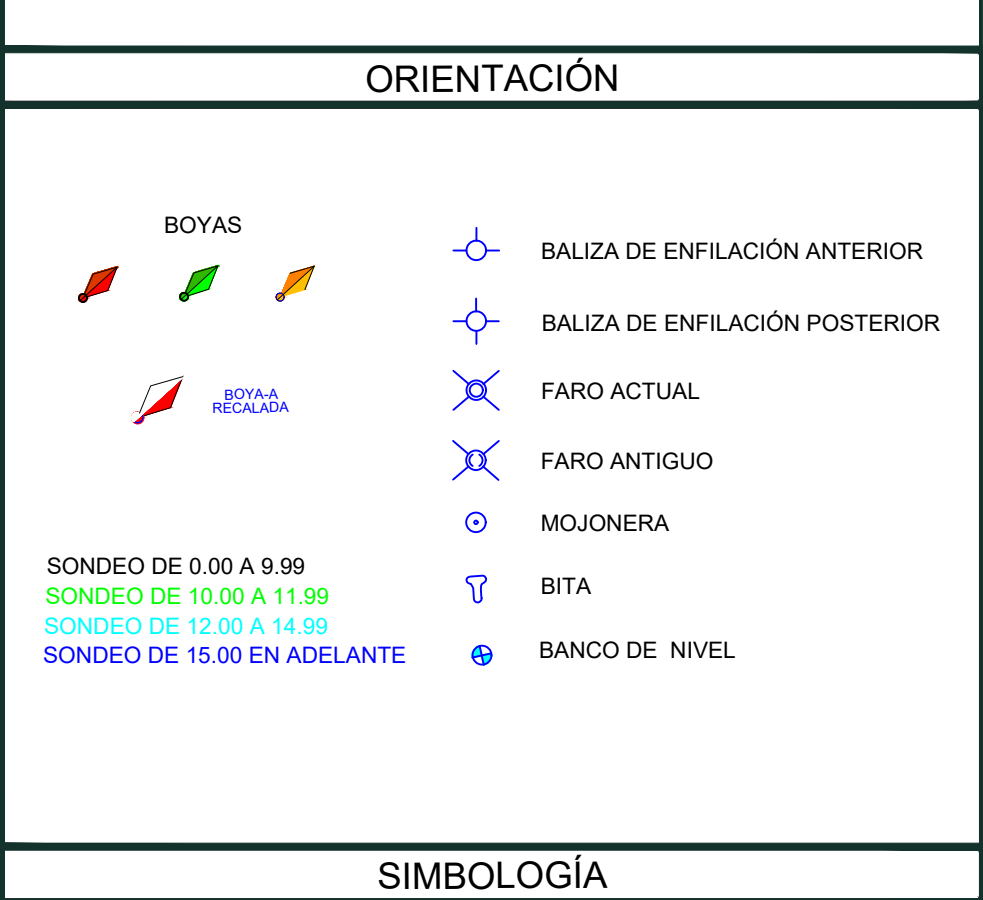 ORIENTACIÓN
BOYAS
BOYA-A
RECALADA
SONDEO DE 0.00 A 9.99
SONDEO DE 10.00 A 11.99
SONDEO DE 12.00 A 14.99
SONDEO DE 15.00 EN ADELANTE
BALIZA DE ENFILACIÓN ANTERIOR
BALIZA DE ENFILACIÓN POSTERIOR
FARO ACTUAL
FARO ANTIGUO
MOJONERA
BITA
BANCO DE NIVEL
SIMBOLOGÍA